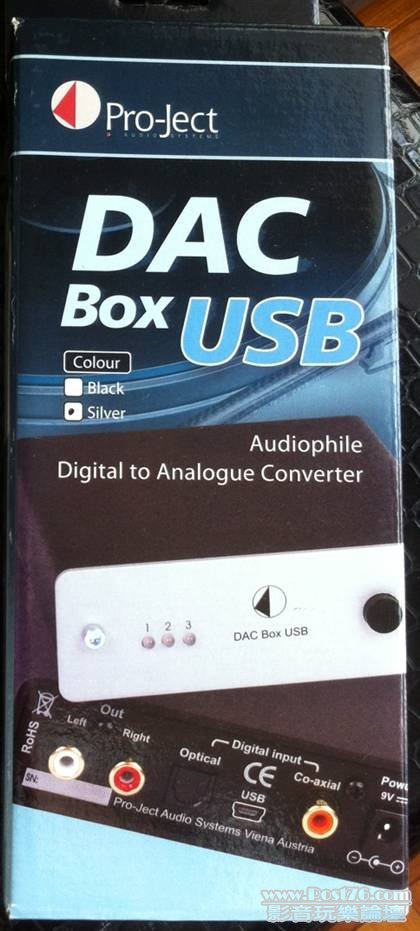 Pro-Ject
AUDIO SYSTEMS
DAC
Box USB
Colour
Black
Silver
Audiophile
Digital to Analogue Converter
1 2 3
DAC Box USB
RoHS
Out
Left
Right
SN:
Digital input
Optical
Co-axial
CE
USB
9V
Pro-Ject Audio Systems Viena Austria
www.Post76.com
影音玩樂論壇